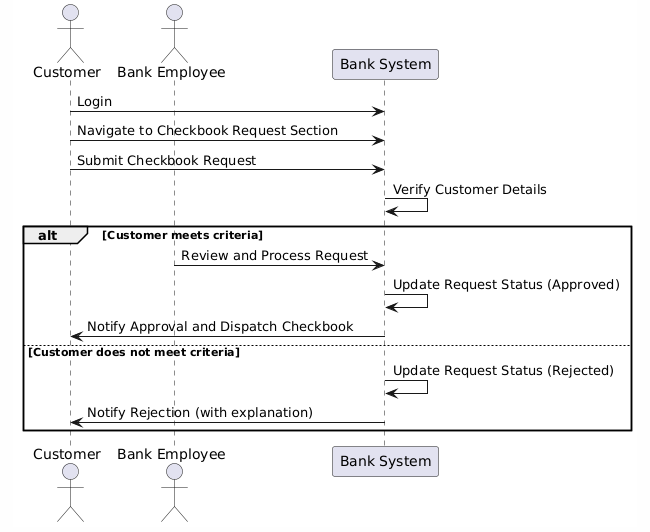 Customer
Bank Employee
Bank System
Login
Navigate to Checkbook Request Section
Submit Checkbook Request
Verify Customer Details
alt [Customer meets criteria]
Review and Process Request
Update Request Status (Approved)
Notify Approval and Dispatch Checkbook
[Customer does not meet criteria]
Update Request Status (Rejected)
Notify Rejection (with explanation)
Customer
Bank Employee
Bank System